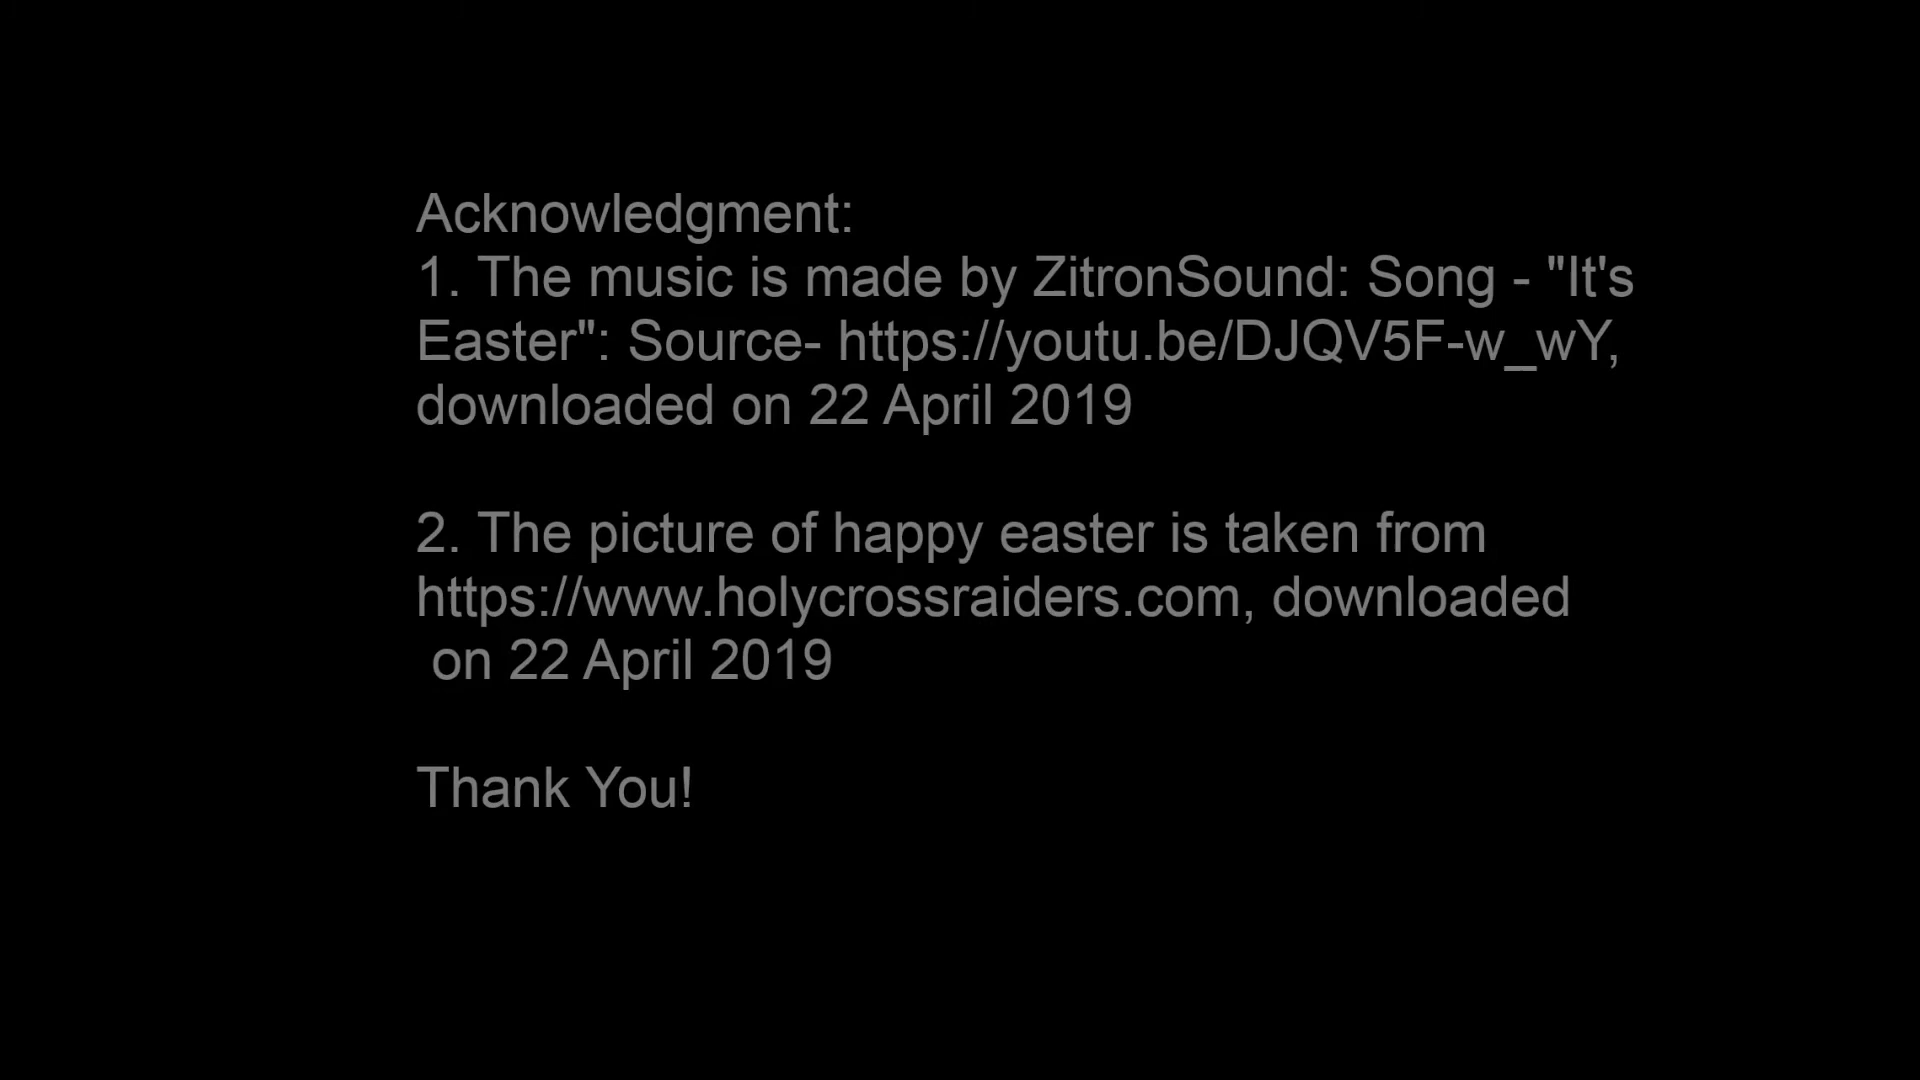 Acknowledgment:
1. The music is made by ZitronSound: Song - "It's
Easter": Source- https://youtu.be/DJQV5F-w_wY,
downloaded on 22 April 2019
2. The picture of happy easter is taken from
https://www.holycrossraiders.com, downloaded
on 22 April 2019
Thank You!